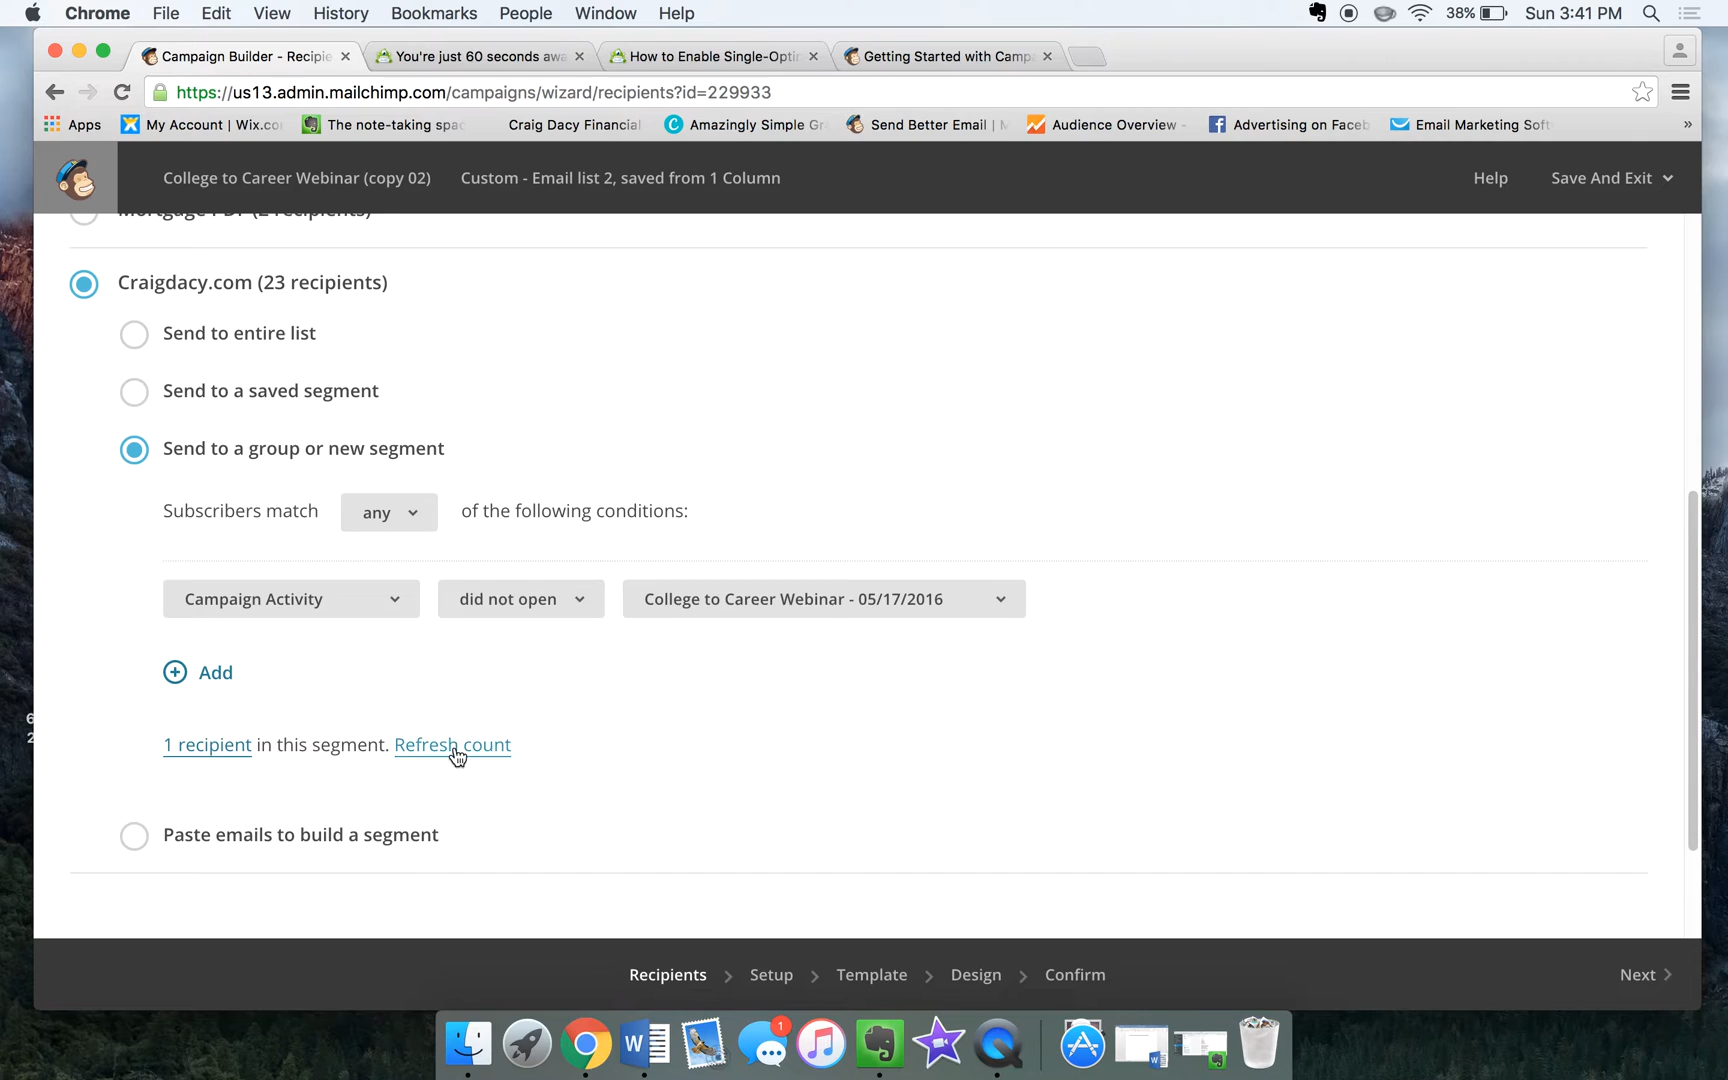 Chrome File Edit View History Bookmarks People Window Help 38% Sun 3:41 PM
Campaign Builder - Recipie You're just 60 seconds awa How to Enable Single-Optin Getting Started with Camp
https://us13.admin.mailchimp.com/campaigns/wizard/recipients?id=229933
Apps My Account | Wix.co The note-taking spac Craig Dacy Financial Amazingly Simple Gra Send Better Email | M Audience Overview - Advertising on Faceb Email Marketing Soft »
College to Career Webinar (copy 02) Custom - Email list 2, saved from 1 Column Help Save And Exit
Craigdacy.com (23 recipients)
Send to entire list
Send to a saved segment
Send to a group or new segment
Subscribers match any of the following conditions:
Campaign Activity did not open College to Career Webinar - 05/17/2016
Add
1 recipient in this segment. Refresh count
Paste emails to build a segment
Recipients Setup Template Design Confirm Next
1